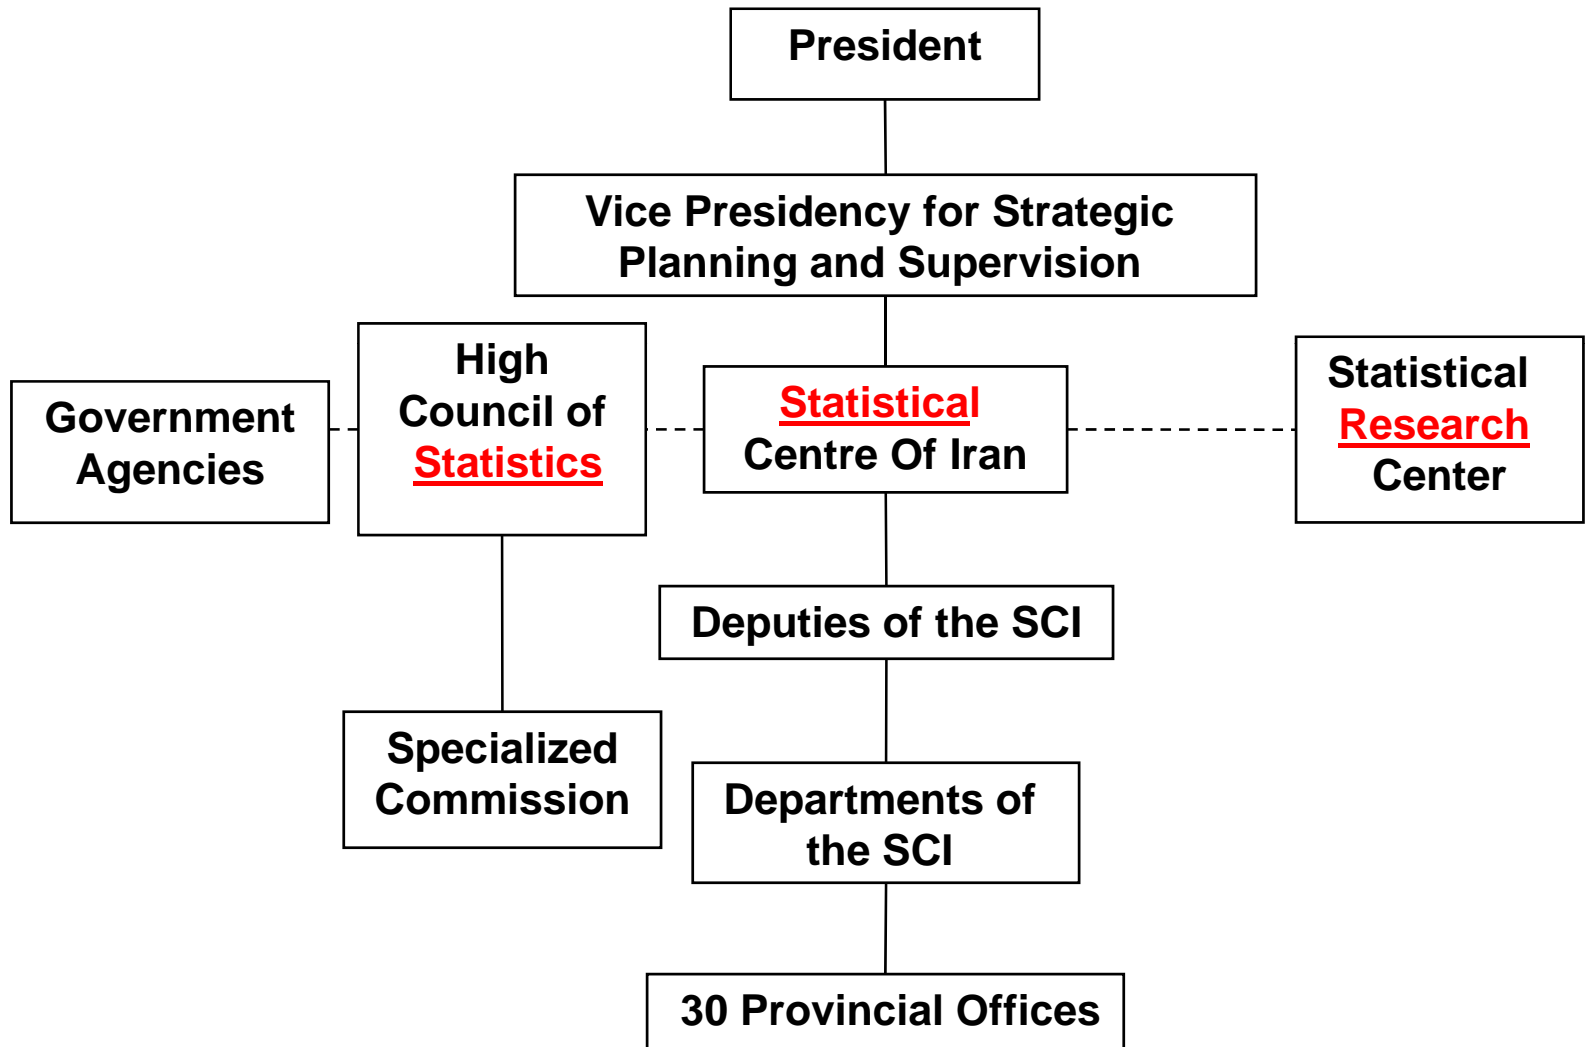 President
Vice Presidency for Strategic
Planning and Supervision
Government
Agencies
High
Council of
Statistics
Statistical
Centre Of Iran
Statistical
Research
Center
Deputies of the SCI
Specialized
Commission
Departments of
the SCI
30 Provincial Offices